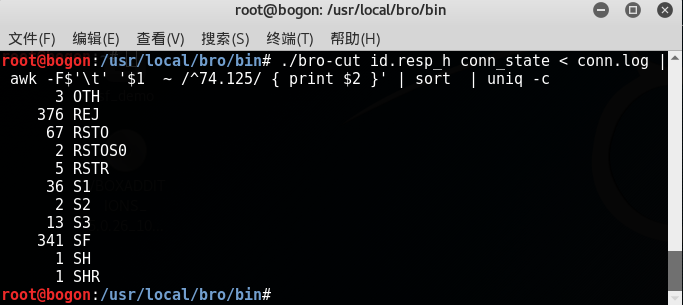 root@bogon: /usr/local/bro/bin
文件(F) 编辑(E) 查看(V) 搜索(S) 终端(T) 帮助(H)
root@bogon:/usr/local/bro/bin# ./bro-cut id.resp_h conn_state < conn.log |
 awk -F$'\t' '$1  ~ /^74.125/ { print $2 }' | sort  | uniq -c
      3 OTH
    376 REJ
     67 RSTO
      2 RSTOS0
      5 RSTR
     36 S1
      2 S2
     13 S3
    341 SF
      1 SH
      1 SHR
root@bogon:/usr/local/bro/bin#